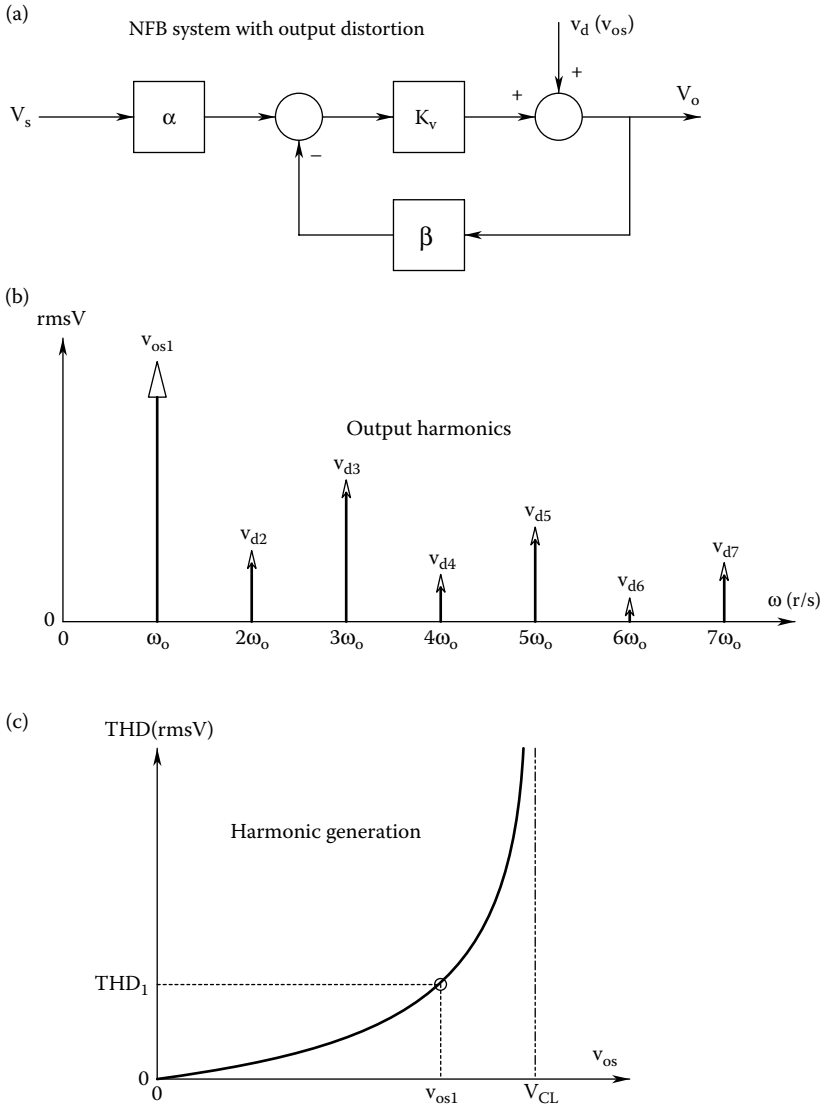 (a)
NFB system with output distortion
v_d (v_os)
+
+
V_s
α
K_v
V_o
−
β
(b)
rmsV
v_os1
Output harmonics
v_d3
v_d5
v_d2
v_d7
v_d4
v_d6
ω (r/s)
0
0 ω_o 2ω_o 3ω_o 4ω_o 5ω_o 6ω_o 7ω_o
(c)
THD(rmsV)
Harmonic generation
THD_1
v_os
0
0 v_os1 V_CL